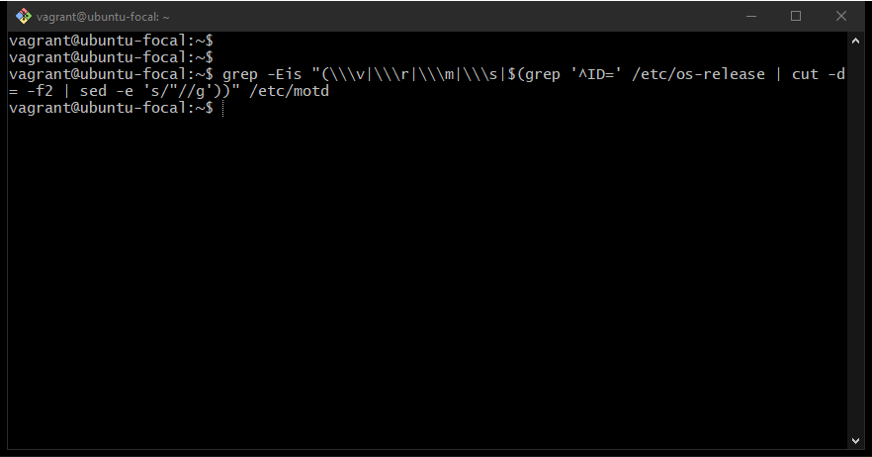 vagrant@ubuntu-focal: ~
vagrant@ubuntu-focal:~$
vagrant@ubuntu-focal:~$
vagrant@ubuntu-focal:~$ grep -Eis "(\\\v|\\\r|\\\m|\\\s|$(grep '^ID=' /etc/os-release | cut -d
= -f2 | sed -e 's/"//g'))" /etc/motd
vagrant@ubuntu-focal:~$